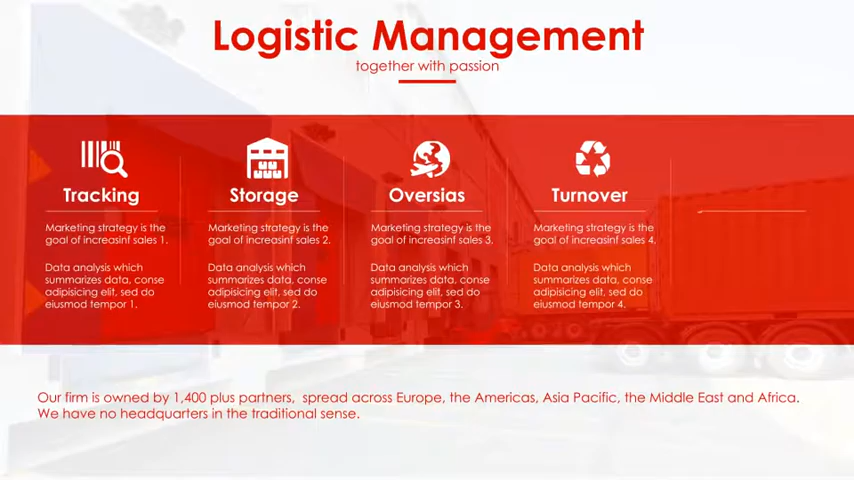 Logistic Management
together with passion
Tracking
Marketing strategy is the
goal of increasinf sales 1.
Data analysis which
summarizes data, conse
adipisicing elit, sed do
eiusmod tempor 1.
Storage
Marketing strategy is the
goal of increasinf sales 2.
Data analysis which
summarizes data, conse
adipisicing elit, sed do
eiusmod tempor 2.
Oversias
Marketing strategy is the
goal of increasinf sales 3.
Data analysis which
summarizes data, conse
adipisicing elit, sed do
eiusmod tempor 3.
Turnover
Marketing strategy is the
goal of increasinf sales 4.
Data analysis which
summarizes data, conse
adipisicing elit, sed do
eiusmod tempor 4.
Our firm is owned by 1,400 plus partners, spread across Europe, the Americas, Asia Pacific, the Middle East and Africa.
We have no headquarters in the traditional sense.